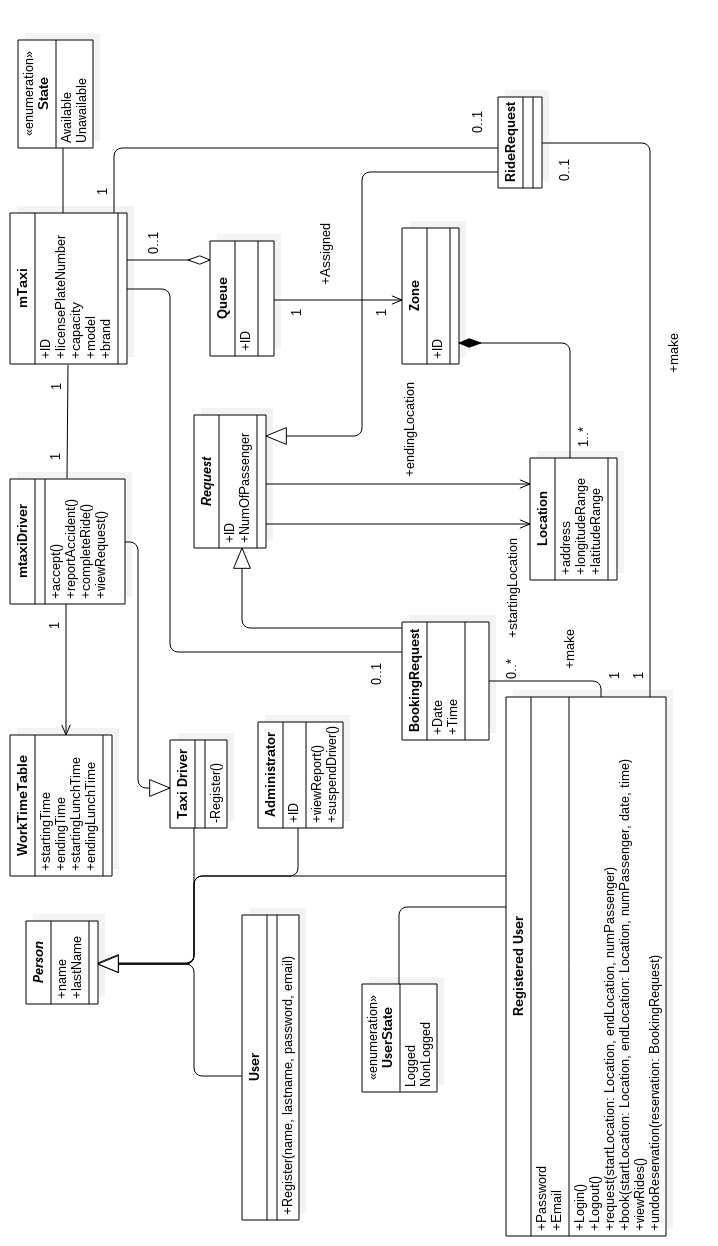 «enumeration»
State
Available
Unavailable
mTaxi
+ID
+licensePlateNumber
+capacity
+model
+brand
1
0..1
Queue
+ID
1
+Assigned
1
Zone
+ID
0..1
RideRequest
0..1
+make
1
1
mtaxiDriver
+accept()
+reportAccident()
+completeRide()
+viewRequest()
1
Request
+ID
+NumOfPassenger
+endingLocation
+startingLocation
1..*
Location
+address
+longitudeRange
+latitudeRange
WorkTimeTable
+startingTime
+endingTime
+startingLunchTime
+endingLunchTime
Taxi Driver
-Register()
Administrator
+ID
+viewReport()
+suspendDriver()
0..1
BookingRequest
+Date
+Time
0..*
+make
1
1
Person
+name
+lastName
User
+Register(name, lastname, password, email)
«enumeration»
UserState
Logged
NonLogged
Registered User
+Password
+Email
+Login()
+Logout()
+request(startLocation: Location, endLocation, numPassenger)
+book(startLocation: Location, endLocation: Location, numPassenger, date, time)
+viewRides()
+undoReservation(reservation: BookingRequest)